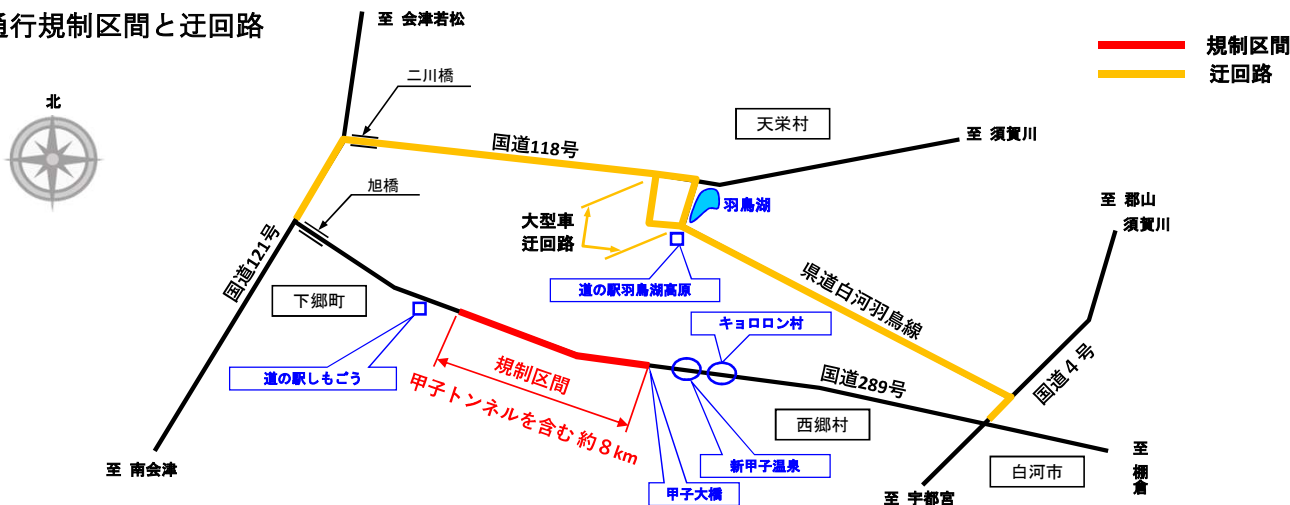 通行規制区間と迂回路
至 会津若松
規制区間
迂回路
北
二川橋
国道118号
天栄村
至 須賀川
旭橋
大型車
迂回路
羽鳥湖
至 郡山
須賀川
国道121号
下郷町
道の駅羽鳥湖高原
県道白河羽鳥線
キョロロン村
道の駅しもごう
規制区間
甲子トンネルを含む 約８km
国道289号
国道４号
西郷村
至 南会津
新甲子温泉
甲子大橋
白河市
至 宇都宮
至
棚倉